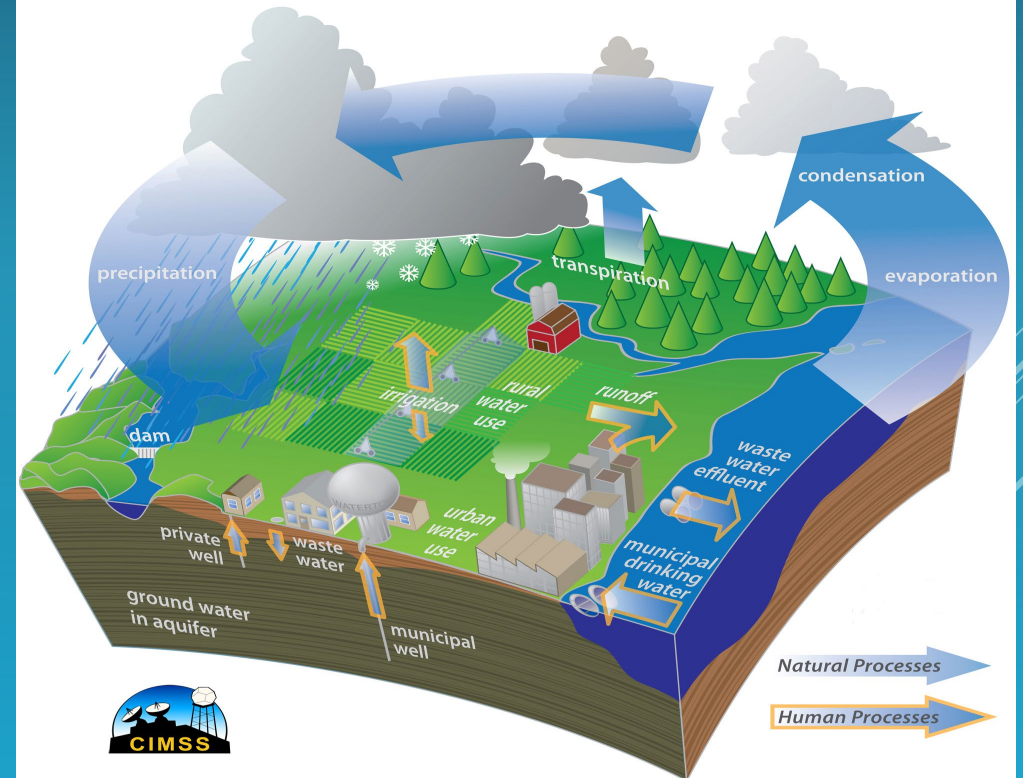 condensation
precipitation
transpiration
evaporation
irrigation
rural
water
use
runoff
dam
waste
water
effluent
WATERT
urban
water
use
private
well
waste
water
municipal
drinking
water
ground water
in aquifer
municipal
well
Natural Processes
Human Processes
CIMSS